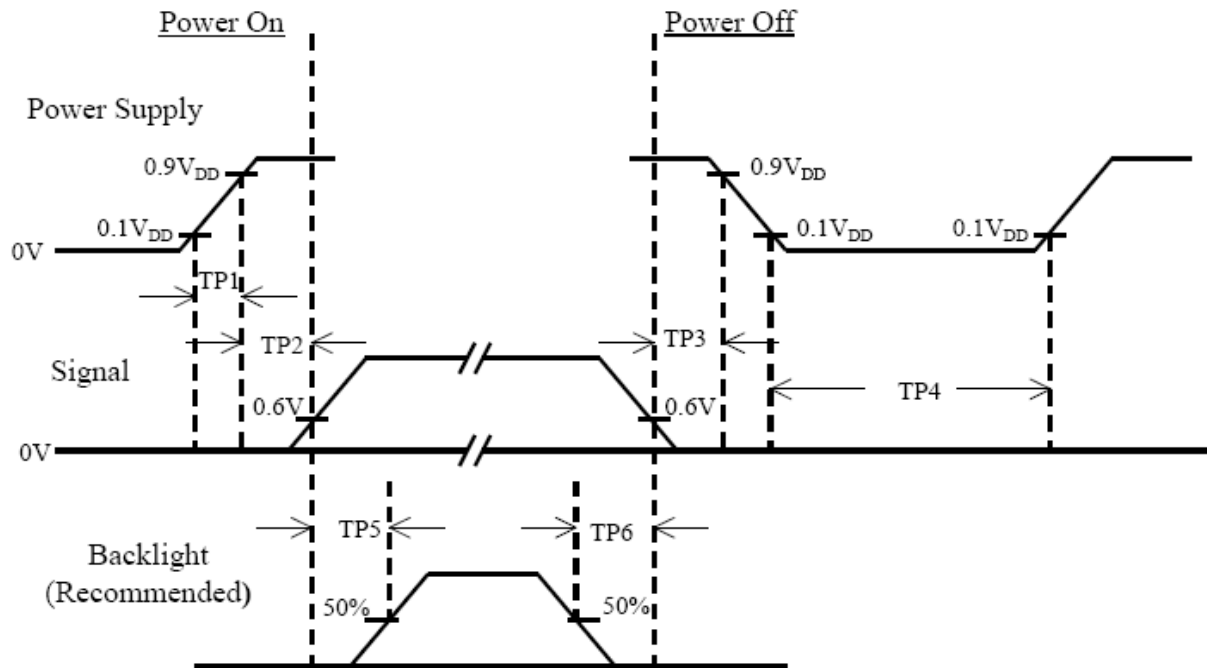 Power On
Power Off
Power Supply
0.9VDD
0.9VDD
0.1VDD
0.1VDD
0.1VDD
0V
TP1
TP2
TP3
Signal
TP4
0.6V
0.6V
0V
TP5
TP6
Backlight
(Recommended)
50%
50%